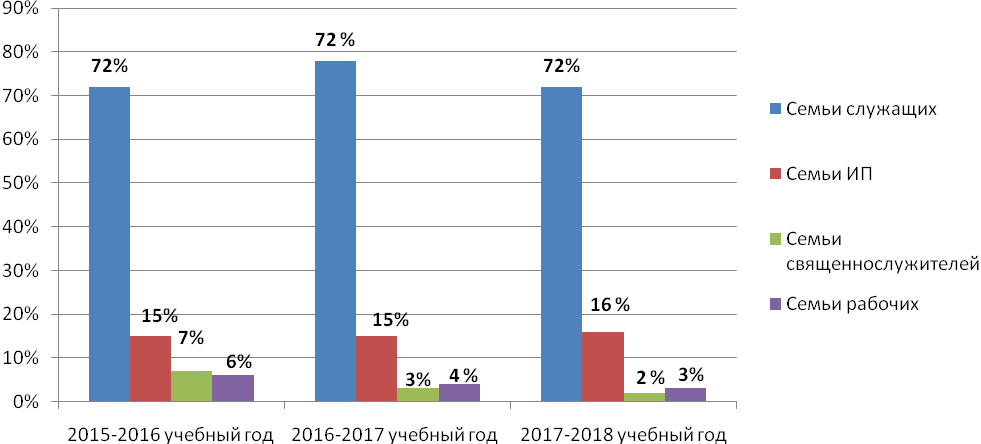 90%
80%
70%
60%
50%
40%
30%
20%
10%
0%
72%
15%
7%
6%
72 %
15%
3%
4 %
72%
16 %
2 %
3%
2015-2016 учебный год
2016-2017 учебный год
2017-2018 учебный год
Семьи служащих
Семьи ИП
Семьи
священнослужителей
Семьи рабочих